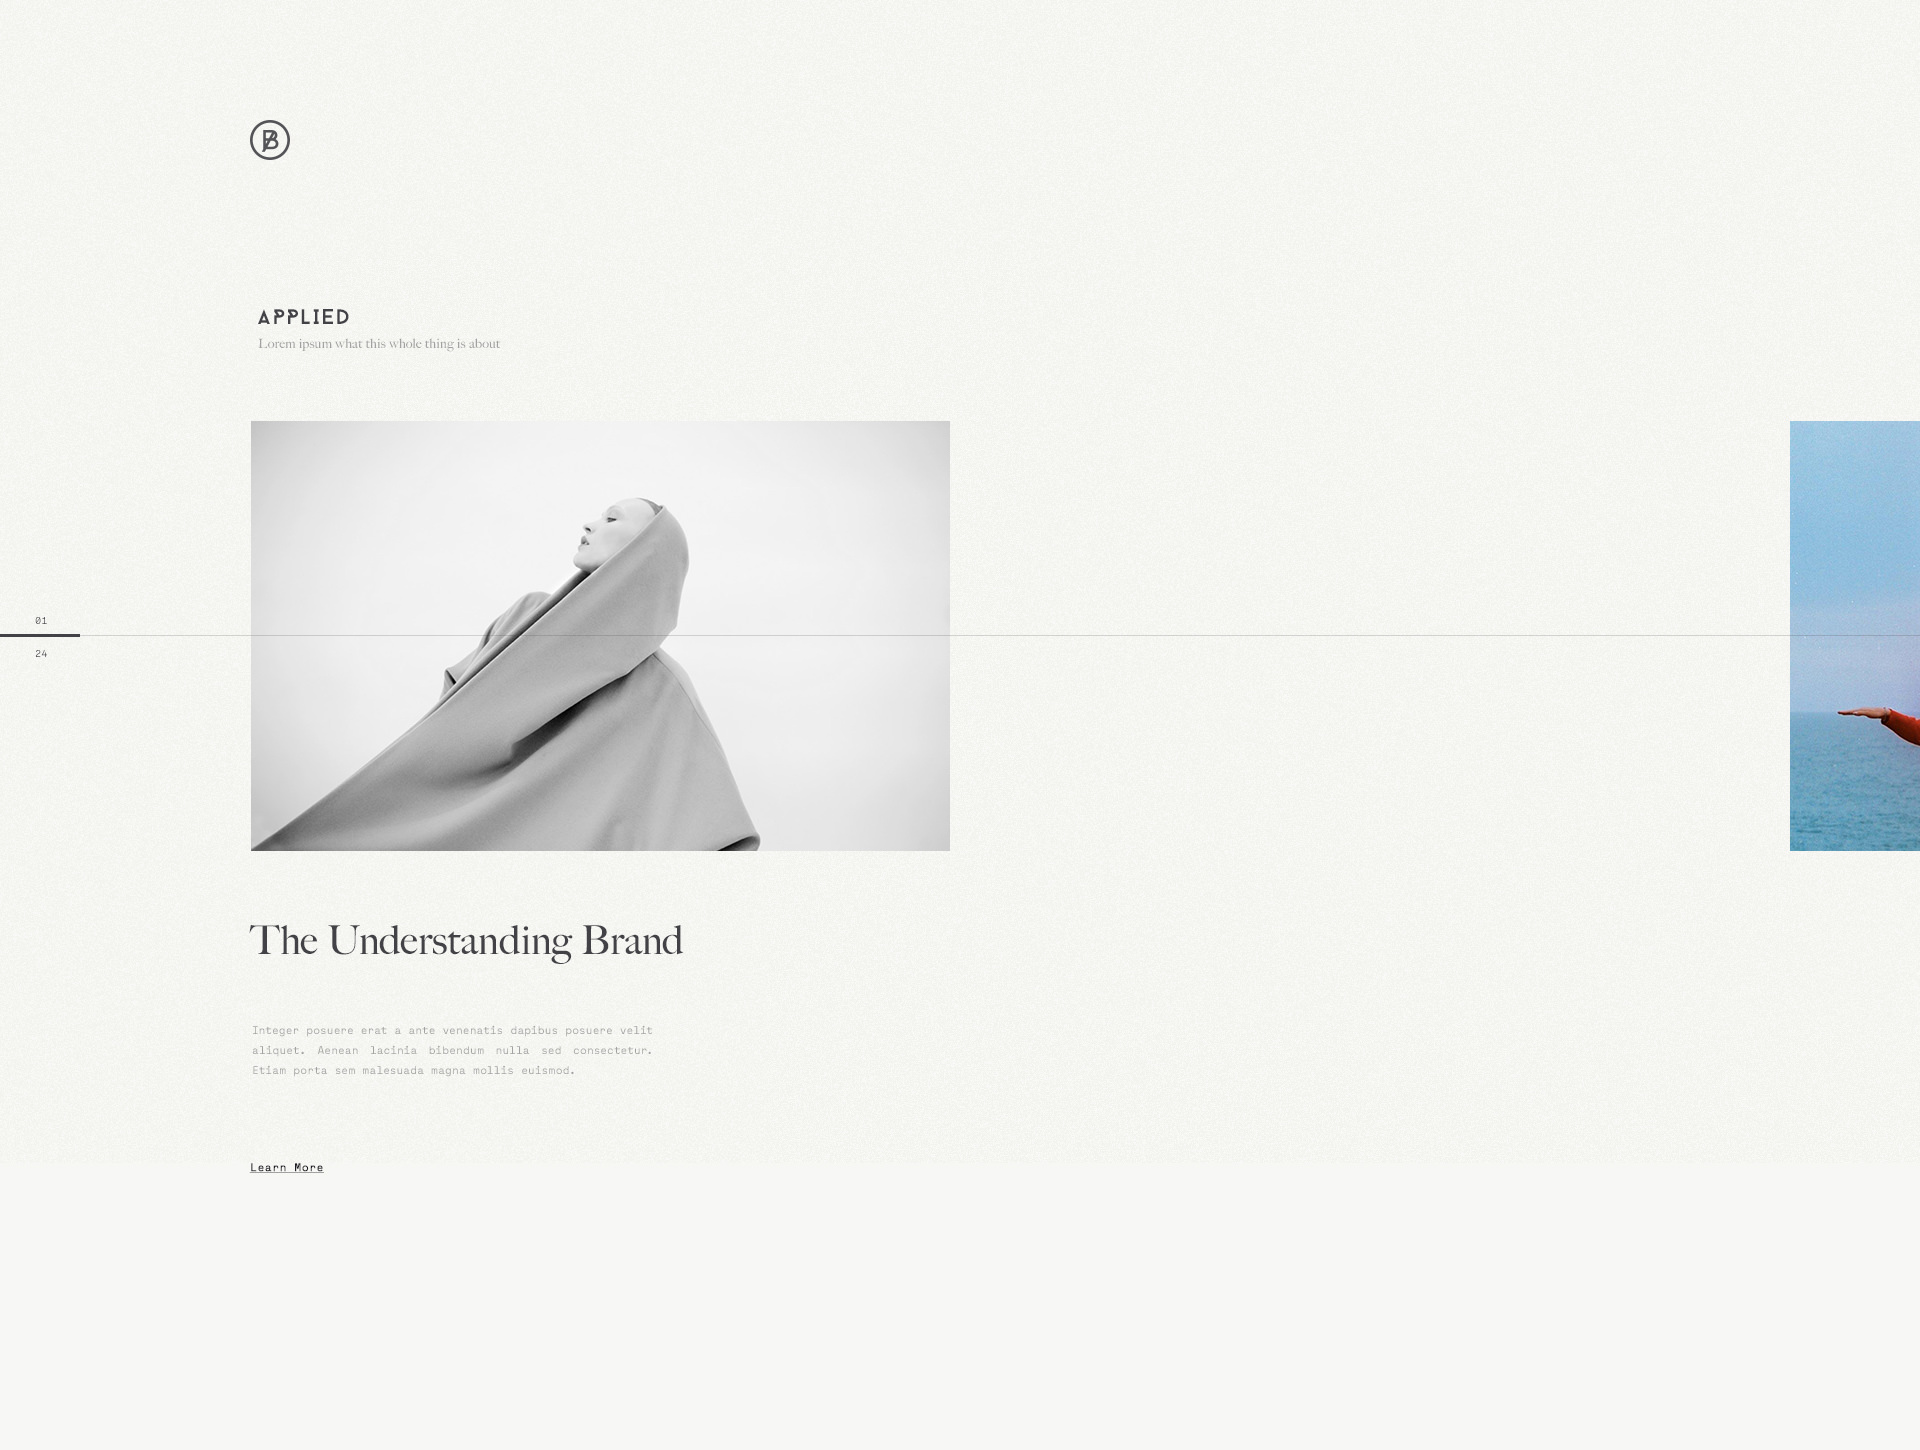 B
APPLIED
Lorem ipsum what this whole thing is about
01
24
The Understanding Brand
Integer posuere erat a ante venenatis dapibus posuere velit
aliquet. Aenean lacinia bibendum nulla sed consectetur.
Etiam porta sem malesuada magna mollis euismod.
Learn More